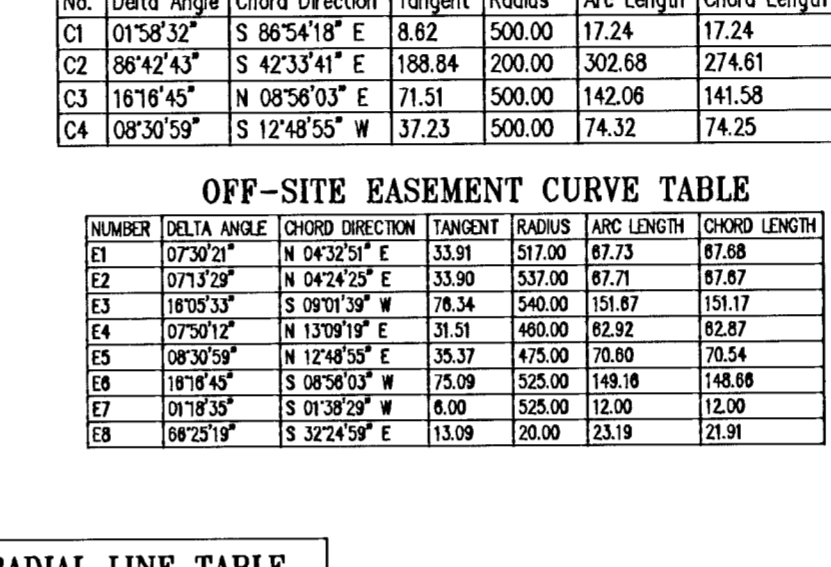 No. Delta Angle Chord Direction Tangent Radius Arc Length Chord Length
C1 01°58'32" S 86°54'18" E 8.62 500.00 17.24 17.24
C2 86°42'43" S 42°33'41" E 188.84 200.00 302.68 274.61
C3 16°16'45" N 08°56'03" E 71.51 500.00 142.06 141.58
C4 08°30'59" S 12°48'55" W 37.23 500.00 74.32 74.25
OFF-SITE EASEMENT CURVE TABLE
NUMBER DELTA ANGLE CHORD DIRECTION TANGENT RADIUS ARC LENGTH CHORD LENGTH
E1 07°30'21" N 04°32'51" E 33.91 517.00 67.73 67.68
E2 07°13'29" N 04°24'25" E 33.90 537.00 67.71 67.67
E3 16°05'33" S 09°01'39" W 76.34 540.00 151.67 151.17
E4 07°50'12" N 13°09'19" E 31.51 460.00 62.92 62.87
E5 08°30'59" N 12°48'55" E 35.37 475.00 70.60 70.54
E6 16°16'45" S 08°56'03" W 75.09 525.00 149.16 148.66
E7 01°18'35" S 01°38'29" W 6.00 525.00 12.00 12.00
E8 66°25'19" S 32°24'59" E 13.09 20.00 23.19 21.91
RADIAL LINE TABLE